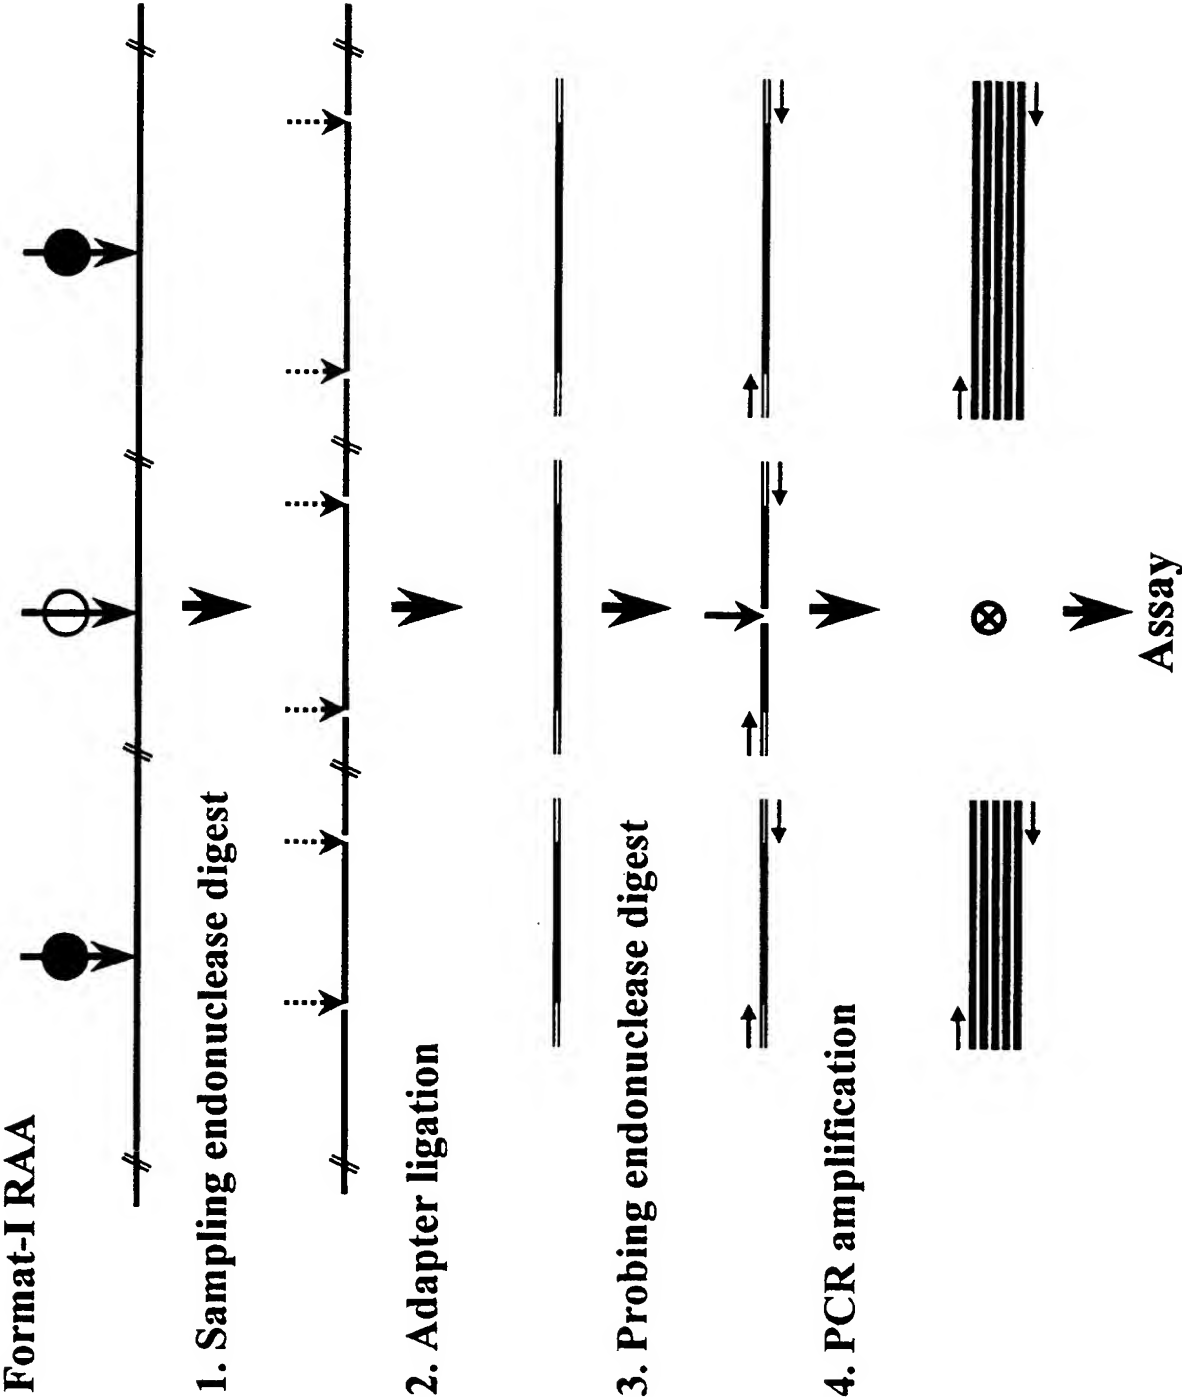 Format-I RAA
1. Sampling endonuclease digest
2. Adapter ligation
3. Probing endonuclease digest
4. PCR amplification
Assay